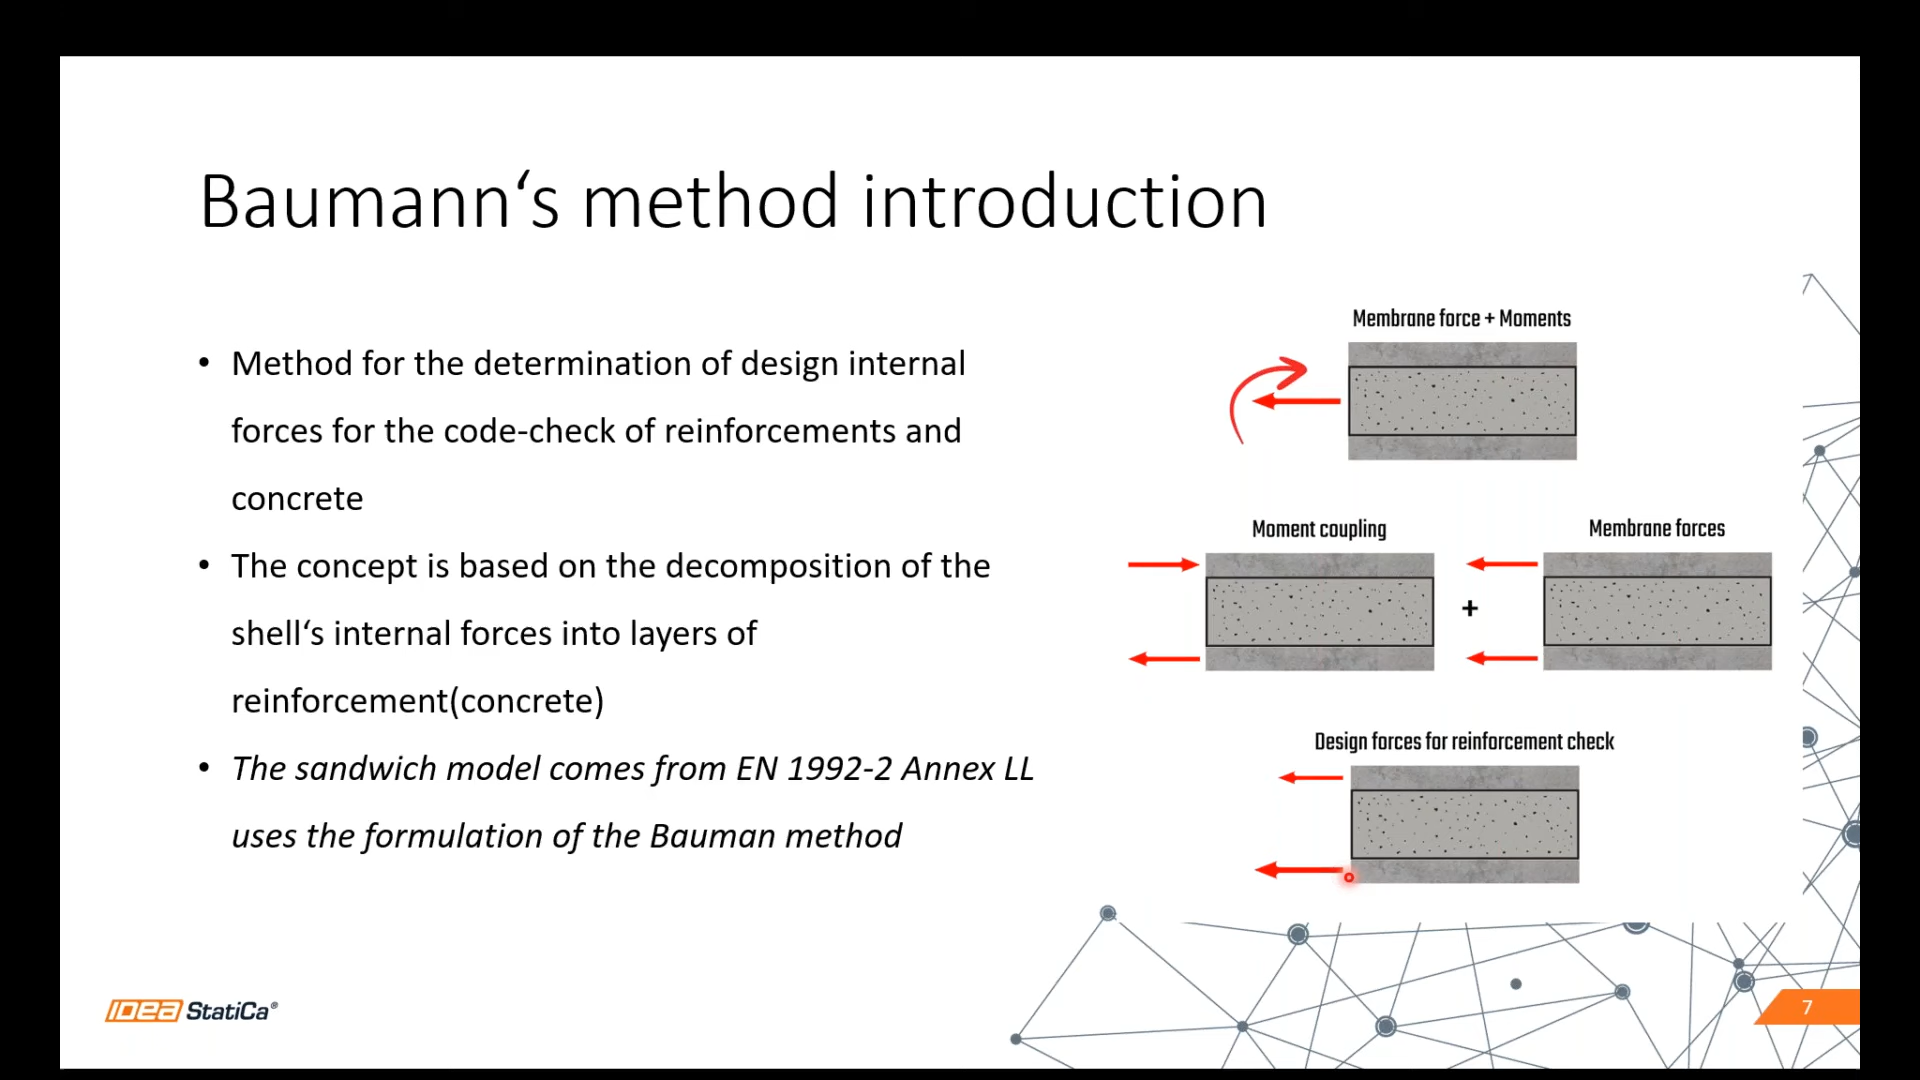 Baumann‘s method introduction
• Method for the determination of design internal
forces for the code-check of reinforcements and
concrete
• The concept is based on the decomposition of the
shell‘s internal forces into layers of
reinforcement(concrete)
• The sandwich model comes from EN 1992-2 Annex LL
uses the formulation of the Bauman method
Membrane force + Moments
Moment coupling
Membrane forces
+
Design forces for reinforcement check
IDEA StatiCa®
7